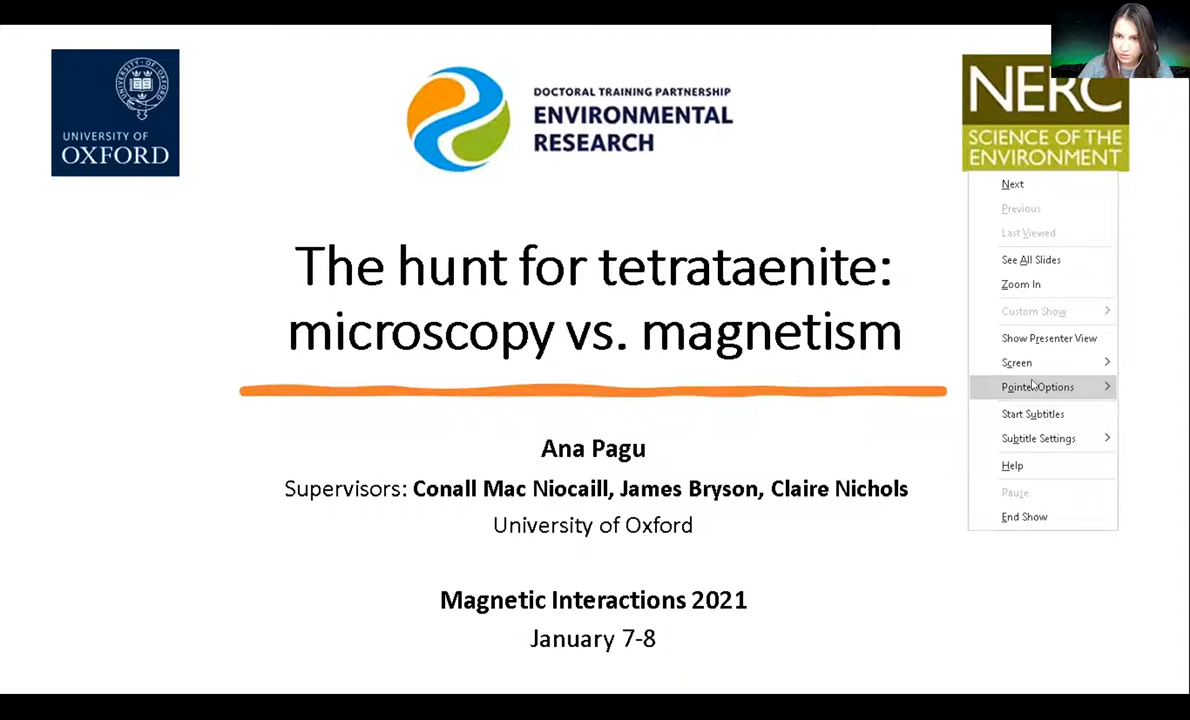 UNIVERSITY OF
OXFORD
DOCTORAL TRAINING PARTNERSHIP
ENVIRONMENTAL
RESEARCH
NERC
SCIENCE OF THE
ENVIRONMENT
The hunt for tetrataenite:
microscopy vs. magnetism
Ana Pagu
Supervisors: Conall Mac Niocaill, James Bryson, Claire Nichols
University of Oxford
Magnetic Interactions 2021
January 7-8
Next
Previous
Last Viewed
See All Slides
Zoom In
Custom Show
Show Presenter View
Screen
Pointer Options
Start Subtitles
Subtitle Settings
Help
Pause
End Show